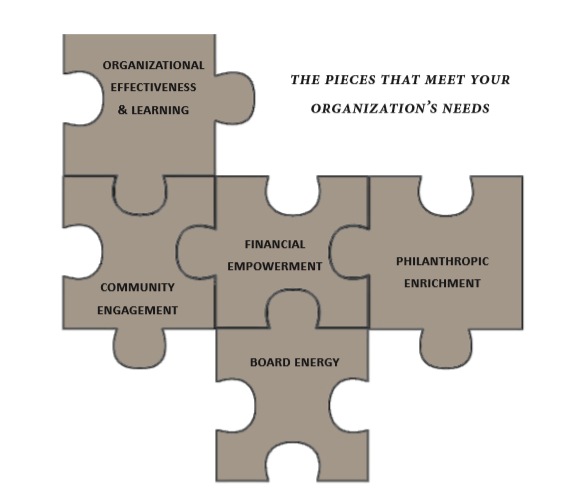 ORGANIZATIONAL
EFFECTIVENESS
& LEARNING
THE PIECES THAT MEET YOUR
ORGANIZATION'S NEEDS
COMMUNITY
ENGAGEMENT
FINANCIAL
EMPOWERMENT
PHILANTHROPIC
ENRICHMENT
BOARD ENERGY